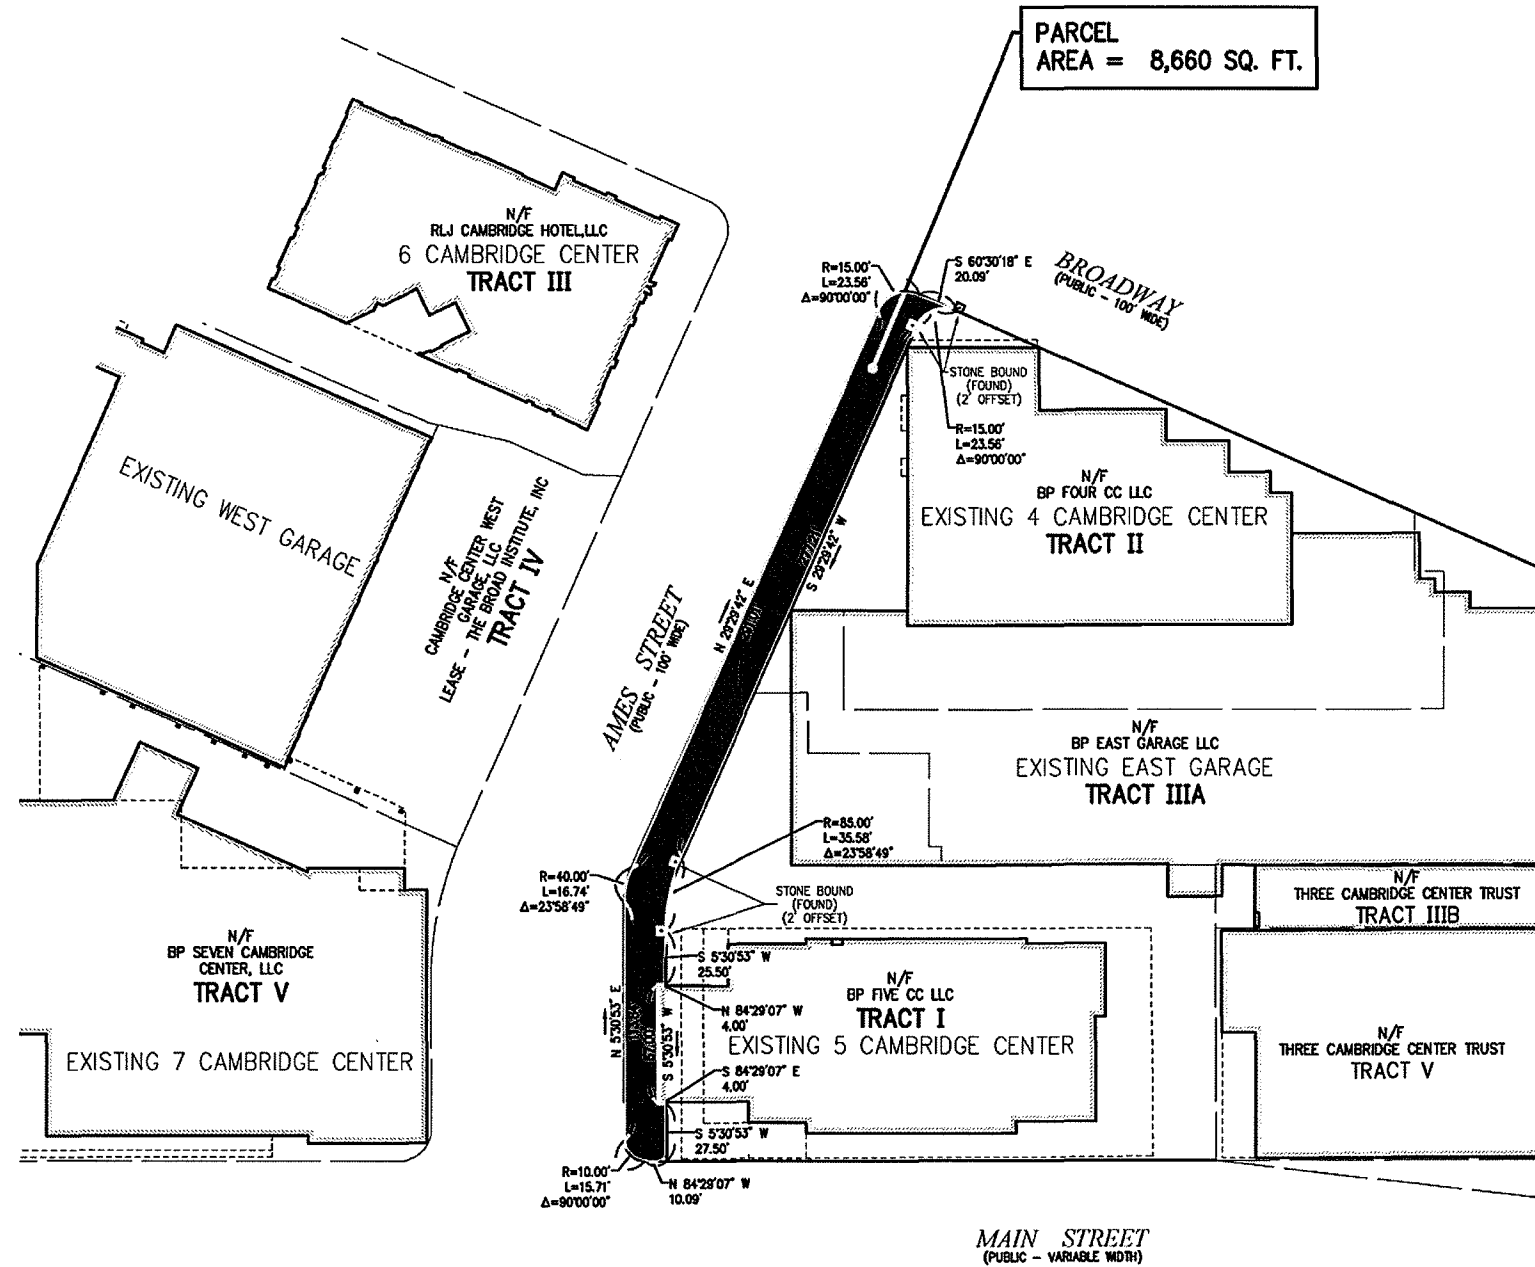 PARCEL
AREA = 8,660 SQ. FT.
N/F
RLJ CAMBRIDGE HOTEL,LLC
6 CAMBRIDGE CENTER
TRACT III
R=15.00'
L=23.56'
Δ=90°00'00"
S 60°30'18" E
20.09'
BROADWAY
(PUBLIC - 100' WIDE)
STONE BOUND
(FOUND)
(2' OFFSET)
R=15.00'
L=23.56'
Δ=90°00'00"
N/F
BP FOUR CC LLC
EXISTING 4 CAMBRIDGE CENTER
TRACT II
EXISTING WEST GARAGE
N/F
CAMBRIDGE CENTER WEST
GARAGE, LLC
LEASE - THE BROAD INSTITUTE, INC
TRACT IV
S 29°29'42" W
N 29°29'42" E
AMES STREET
(PUBLIC - 100' WIDE)
N/F
BP EAST GARAGE LLC
EXISTING EAST GARAGE
TRACT IIIA
R=85.00'
L=35.58'
Δ=23°58'49"
R=40.00'
L=16.74'
Δ=23°58'49"
STONE BOUND
(FOUND)
(2' OFFSET)
N/F
THREE CAMBRIDGE CENTER TRUST
TRACT IIIB
N/F
BP SEVEN CAMBRIDGE
CENTER, LLC
TRACT V
EXISTING 7 CAMBRIDGE CENTER
S 5°30'53" W
25.50'
N 84°29'07" W
4.00'
N 5°30'53" E
57.00'
S 5°30'53" W
N/F
BP FIVE CC LLC
TRACT I
EXISTING 5 CAMBRIDGE CENTER
S 84°29'07" E
4.00'
S 5°30'53" W
27.50'
N/F
THREE CAMBRIDGE CENTER TRUST
TRACT V
R=10.00'
L=15.71'
Δ=90°00'00"
N 84°29'07" W
10.09'
MAIN STREET
(PUBLIC - VARIABLE WIDTH)